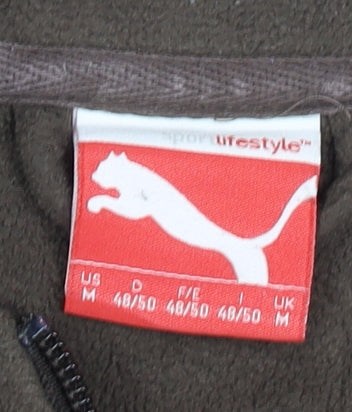 sportlifestyle™
US D F/E I UK
M 48/50 48/50 48/50 M